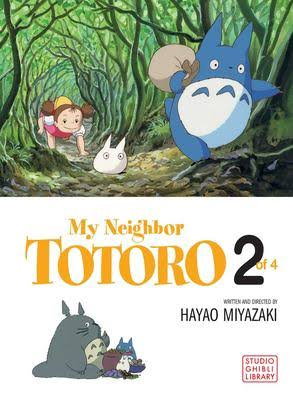 My Neighbor
TOTORO 2 of 4
WRITTEN AND DIRECTED BY
HAYAO MIYAZAKI
STUDIO
GHIBLI
LIBRARY